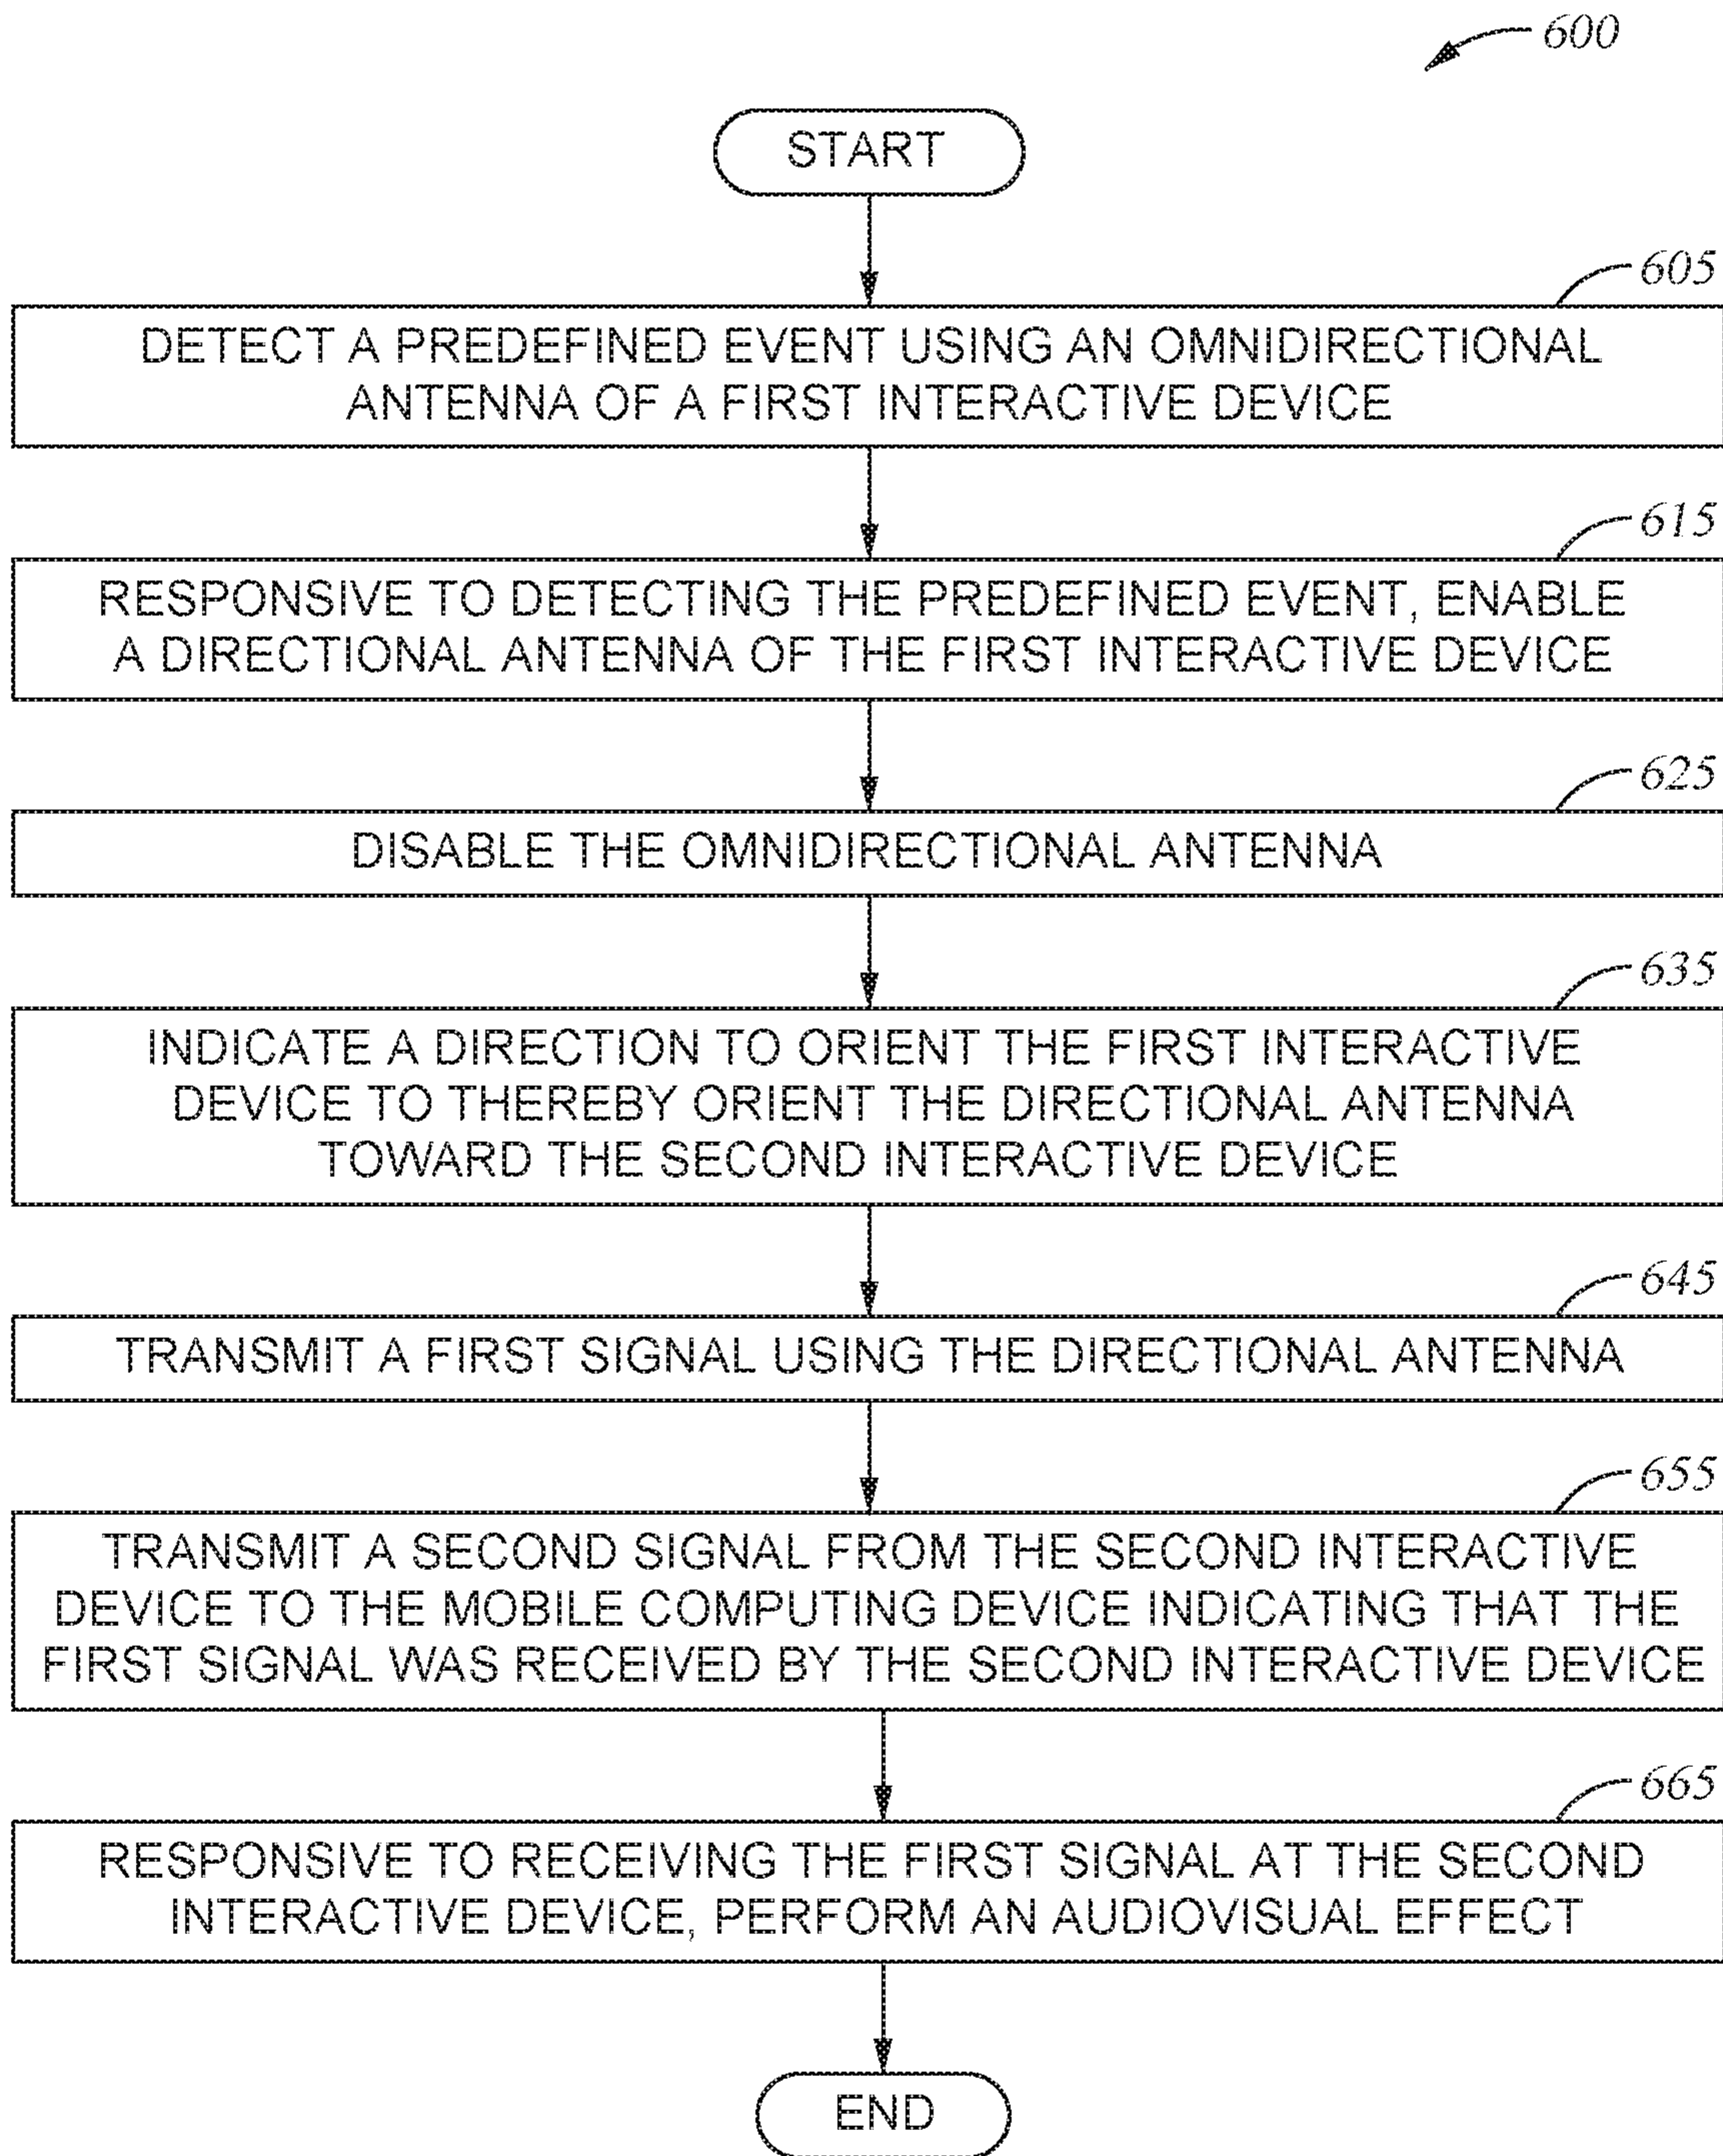 600
START
605
DETECT A PREDEFINED EVENT USING AN OMNIDIRECTIONAL
ANTENNA OF A FIRST INTERACTIVE DEVICE
615
RESPONSIVE TO DETECTING THE PREDEFINED EVENT, ENABLE
A DIRECTIONAL ANTENNA OF THE FIRST INTERACTIVE DEVICE
625
DISABLE THE OMNIDIRECTIONAL ANTENNA
635
INDICATE A DIRECTION TO ORIENT THE FIRST INTERACTIVE
DEVICE TO THEREBY ORIENT THE DIRECTIONAL ANTENNA
TOWARD THE SECOND INTERACTIVE DEVICE
645
TRANSMIT A FIRST SIGNAL USING THE DIRECTIONAL ANTENNA
655
TRANSMIT A SECOND SIGNAL FROM THE SECOND INTERACTIVE
DEVICE TO THE MOBILE COMPUTING DEVICE INDICATING THAT THE
FIRST SIGNAL WAS RECEIVED BY THE SECOND INTERACTIVE DEVICE
665
RESPONSIVE TO RECEIVING THE FIRST SIGNAL AT THE SECOND
INTERACTIVE DEVICE, PERFORM AN AUDIOVISUAL EFFECT
END